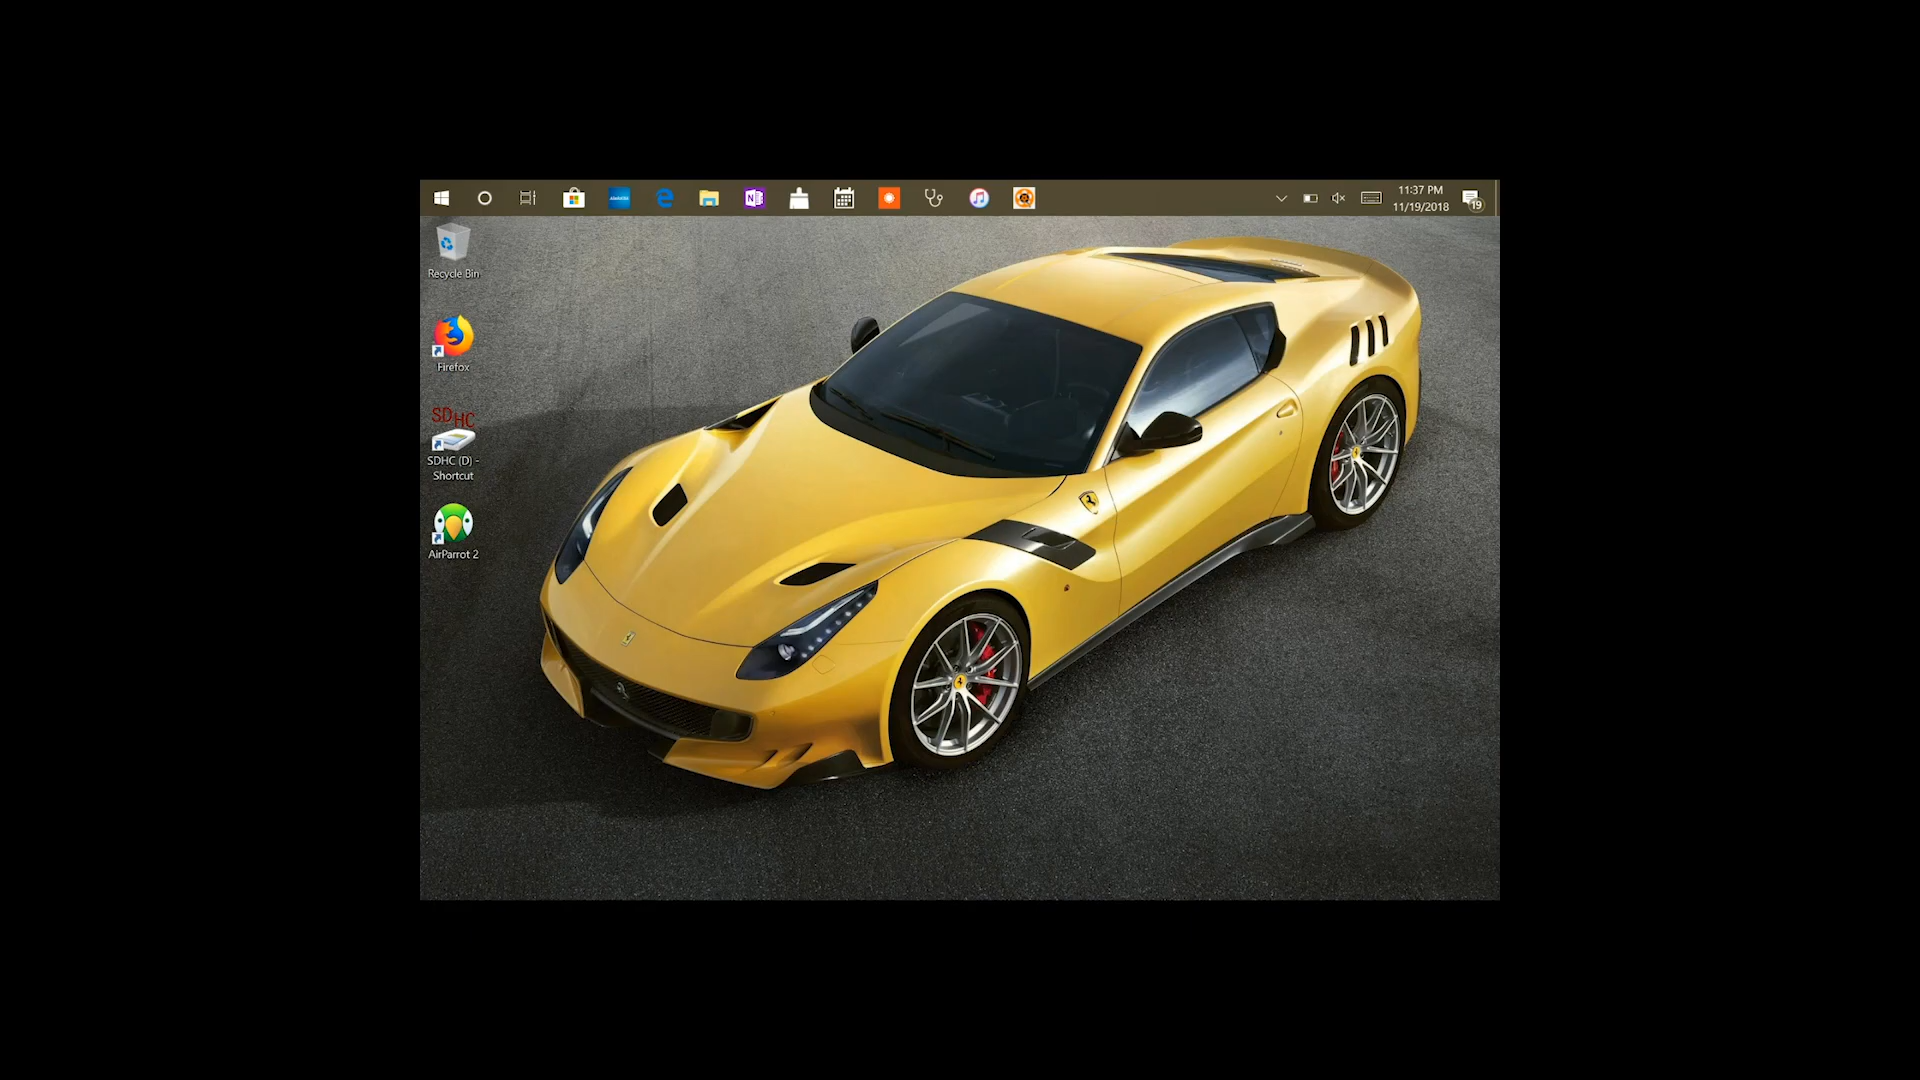 11:37 PM
11/19/2018
19
Recycle Bin
Firefox
SDHC
SDHC (D) -
Shortcut
AirParrot 2